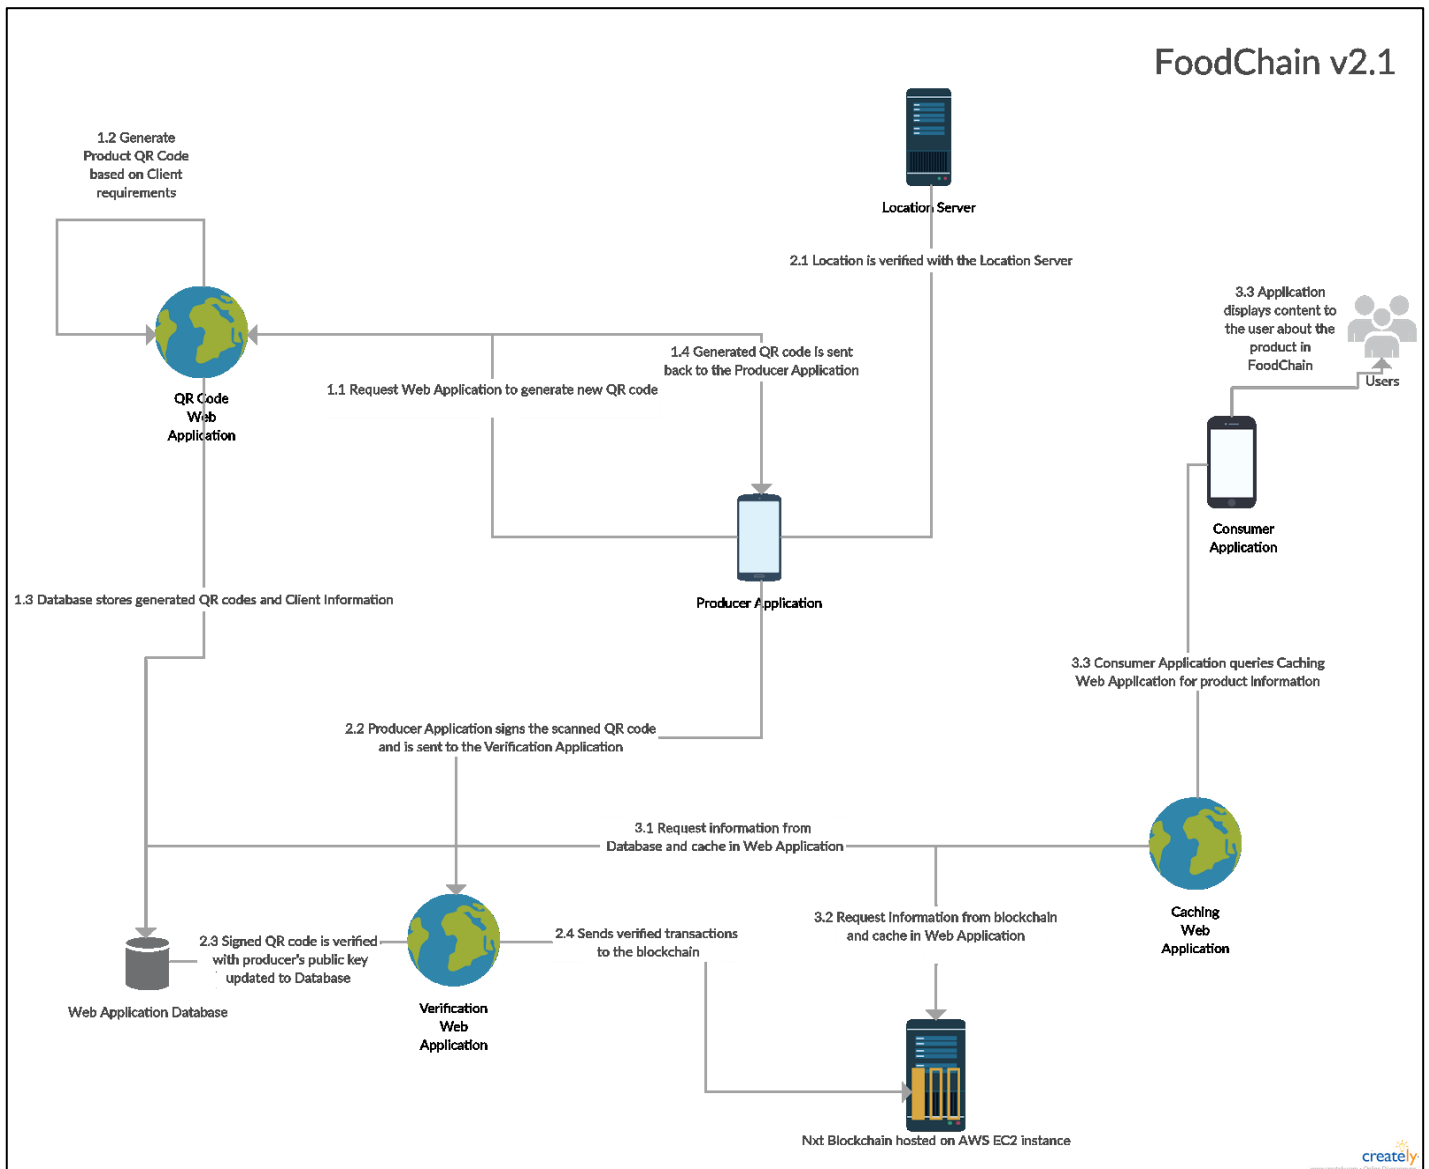 FoodChain v2.1
1.2 Generate
Product QR Code
based on Client
requirements
Location Server
2.1 Location is verified with the Location Server
3.3 Application
displays content to
the user about the
product in
FoodChain
Users
1.4 Generated QR code is sent
back to the Producer Application
1.1 Request Web Application to generate new QR code
QR Code
Web
Application
Consumer
Application
1.3 Database stores generated QR codes and Client Information
Producer Application
3.3 Consumer Application queries Caching
Web Application for product Information
2.2 Producer Application signs the scanned QR code
and is sent to the Verification Application
3.1 Request information from
Database and cache in Web Application
3.2 Request Information from blockchain
and cache in Web Application
Caching
Web
Application
2.3 Signed QR code is verified
with producer's public key
updated to Database
2.4 Sends verified transactions
to the blockchain
Web Application Database
Verification
Web
Application
Nxt Blockchain hosted on AWS EC2 instance
creately